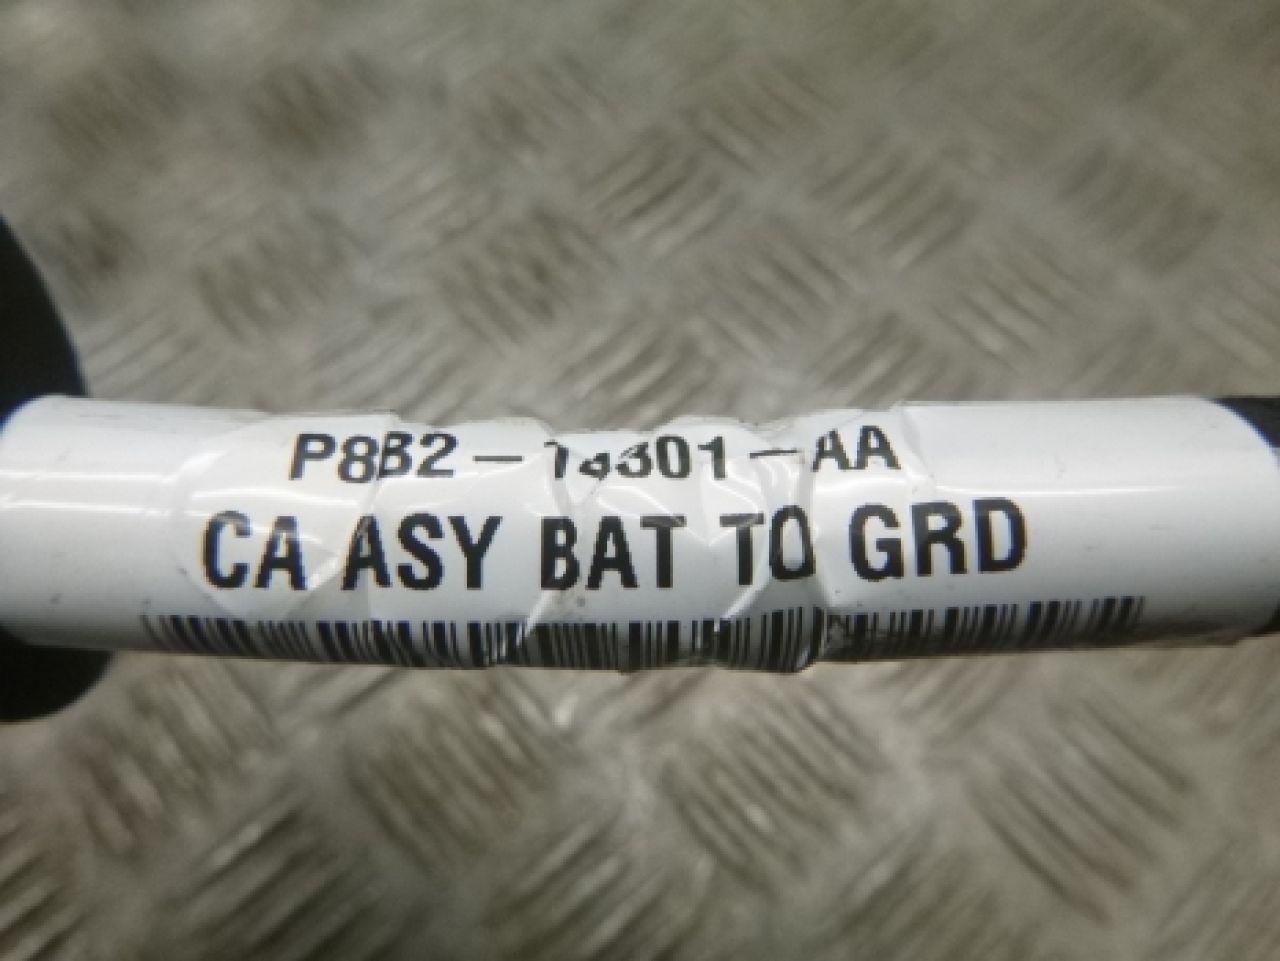 P8B2-14301-AA
CA ASY BAT TO GRD